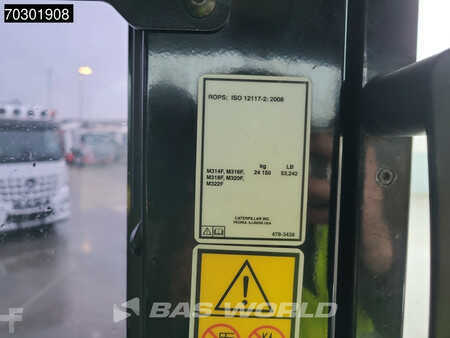 70301908
ROPS: ISO 12117-2: 2008
kg LB
M314F, M316F, 24 150 53,242
M318F, M320F,
M322F
CATERPILLAR INC.
PEORIA, ILLINOIS USA
478-3438
BAS WORLD